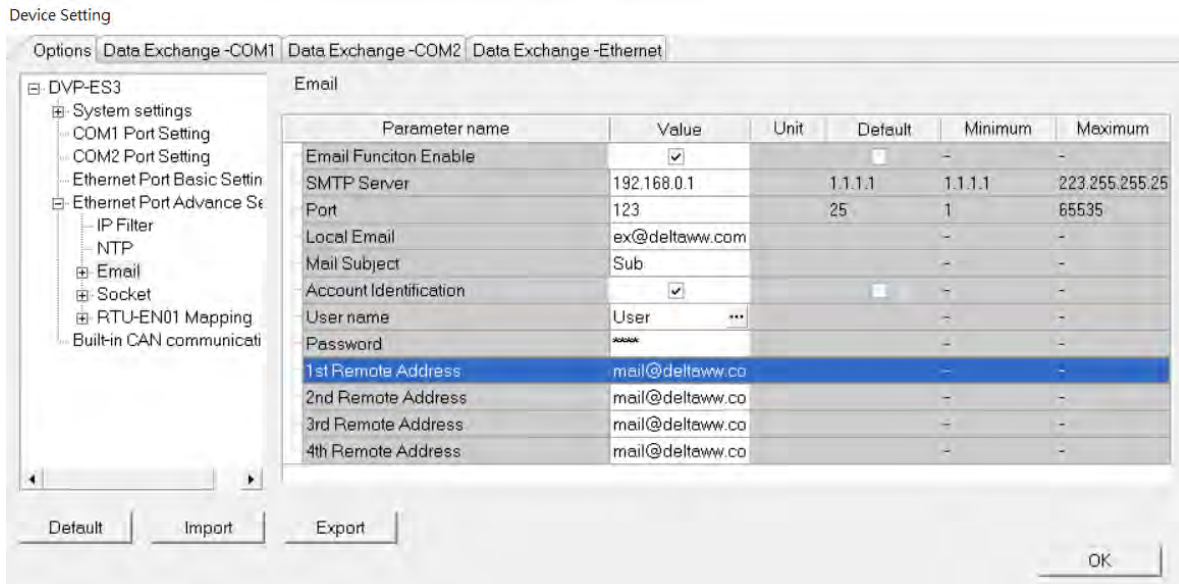 Device Setting
Options Data Exchange -COM1 Data Exchange -COM2 Data Exchange -Ethernet
DVP-ES3
System settings
COM1 Port Setting
COM2 Port Setting
Ethernet Port Basic Settin
Ethernet Port Advance Se
IP Filter
NTP
Email
Socket
RTU-EN01 Mapping
Built-in CAN communicati
Email
Parameter name Value Unit Default Minimum Maximum
Email Funciton Enable - -
SMTP Server 192.168.0.1 1.1.1.1 1.1.1.1 223.255.255.25
Port 123 25 1 65535
Local Email ex@deltaww.com - -
Mail Subject Sub - -
Account Identification - -
User name User ... - -
Password **** - -
1st Remote Address mail@deltaww.co - -
2nd Remote Address mail@deltaww.co - -
3rd Remote Address mail@deltaww.co - -
4th Remote Address mail@deltaww.co - -
Default Import Export
OK